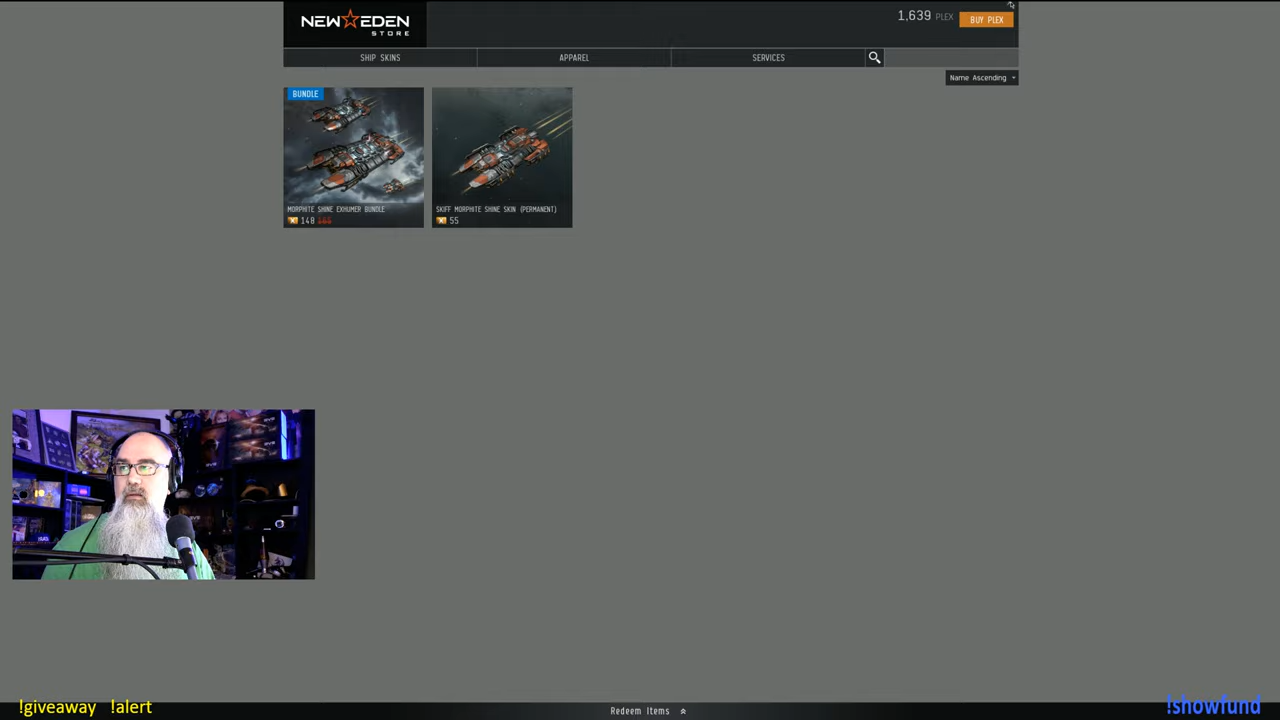 NEW EDEN
STORE
1,639 PLEX
BUY PLEX
SHIP SKINS
APPAREL
SERVICES
Name Ascending
BUNDLE
MORPHITE SHINE EXHUMER BUNDLE
148 165
SKIFF MORPHITE SHINE SKIN (PERMANENT)
55
!giveaway !alert
Redeem Items
!showfund